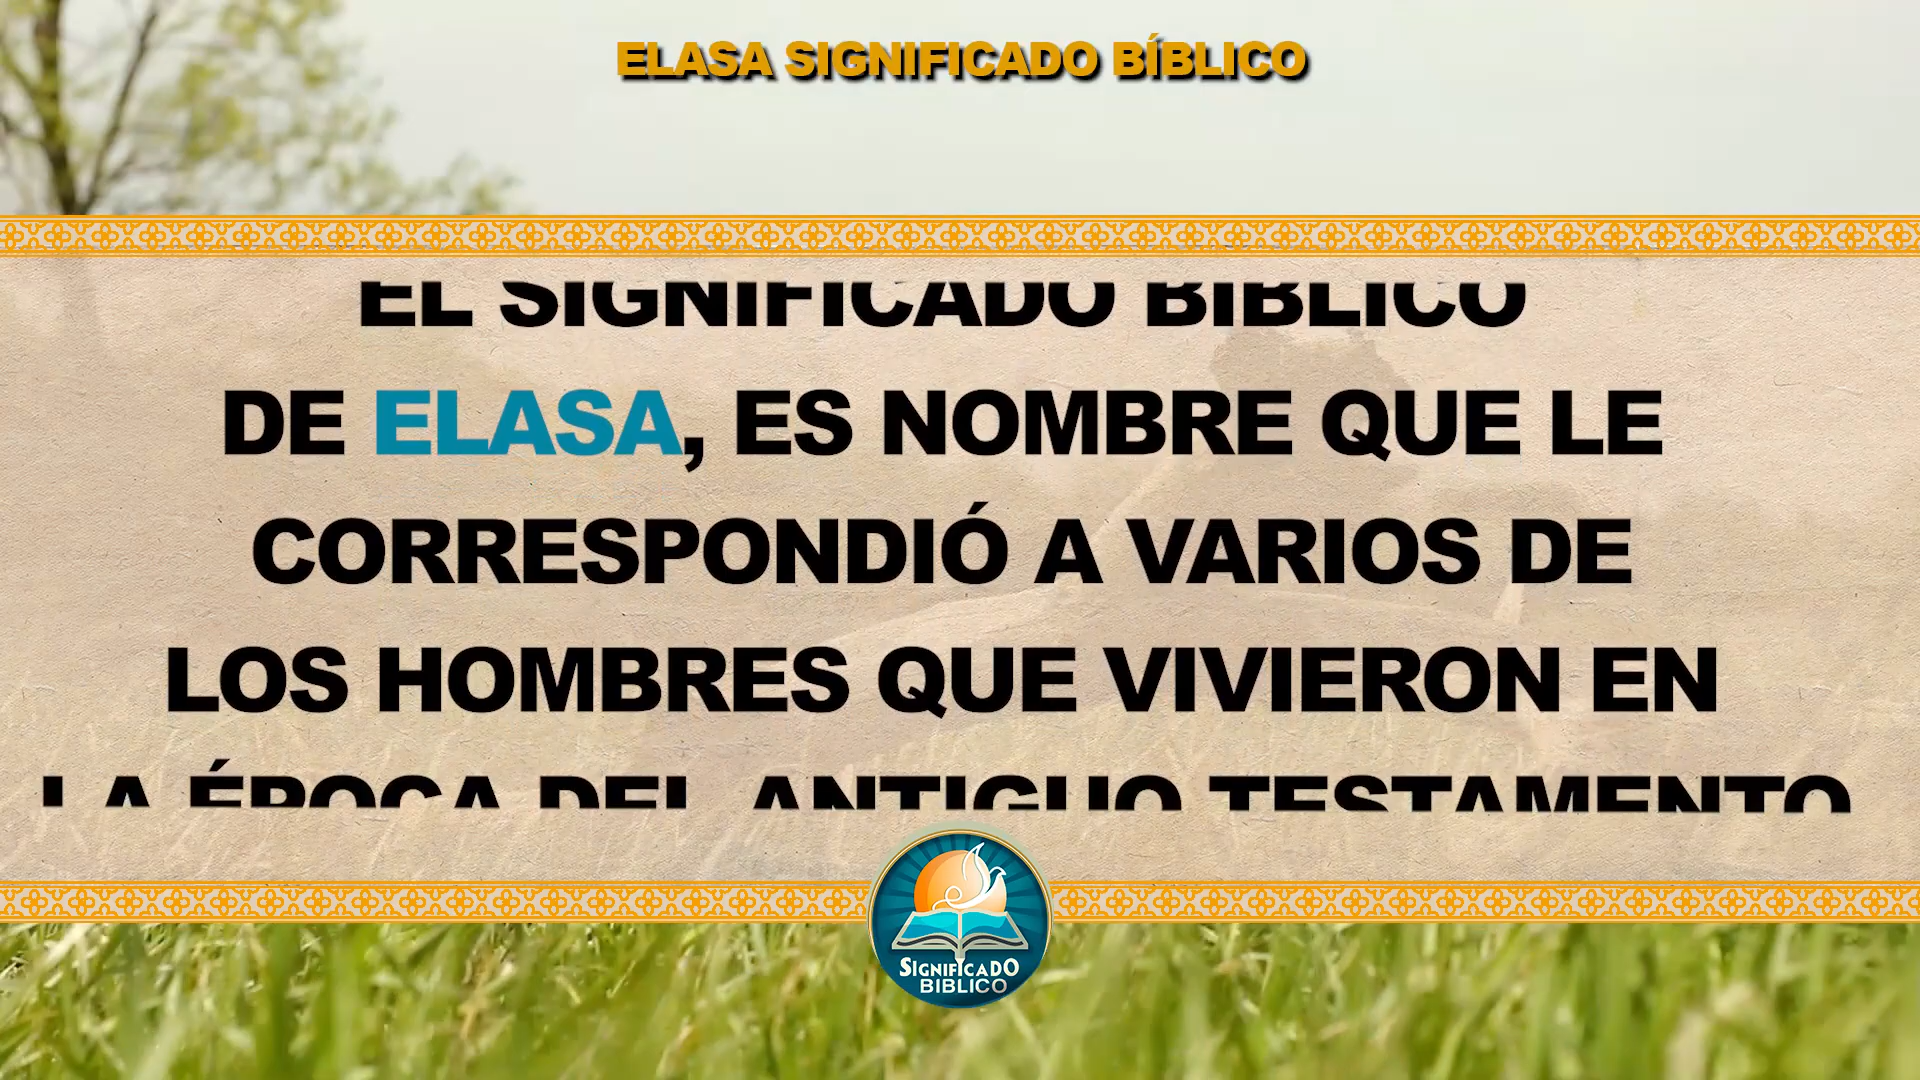 ELASA SIGNIFICADO BÍBLICO
EL SIGNIFICADO BIBLICO
DE ELASA, ES NOMBRE QUE LE
CORRESPONDIÓ A VARIOS DE
LOS HOMBRES QUE VIVIERON EN
LA ÉPOCA DEL ANTIGUO TESTAMENTO
SIGNIFICADO
BIBLICO